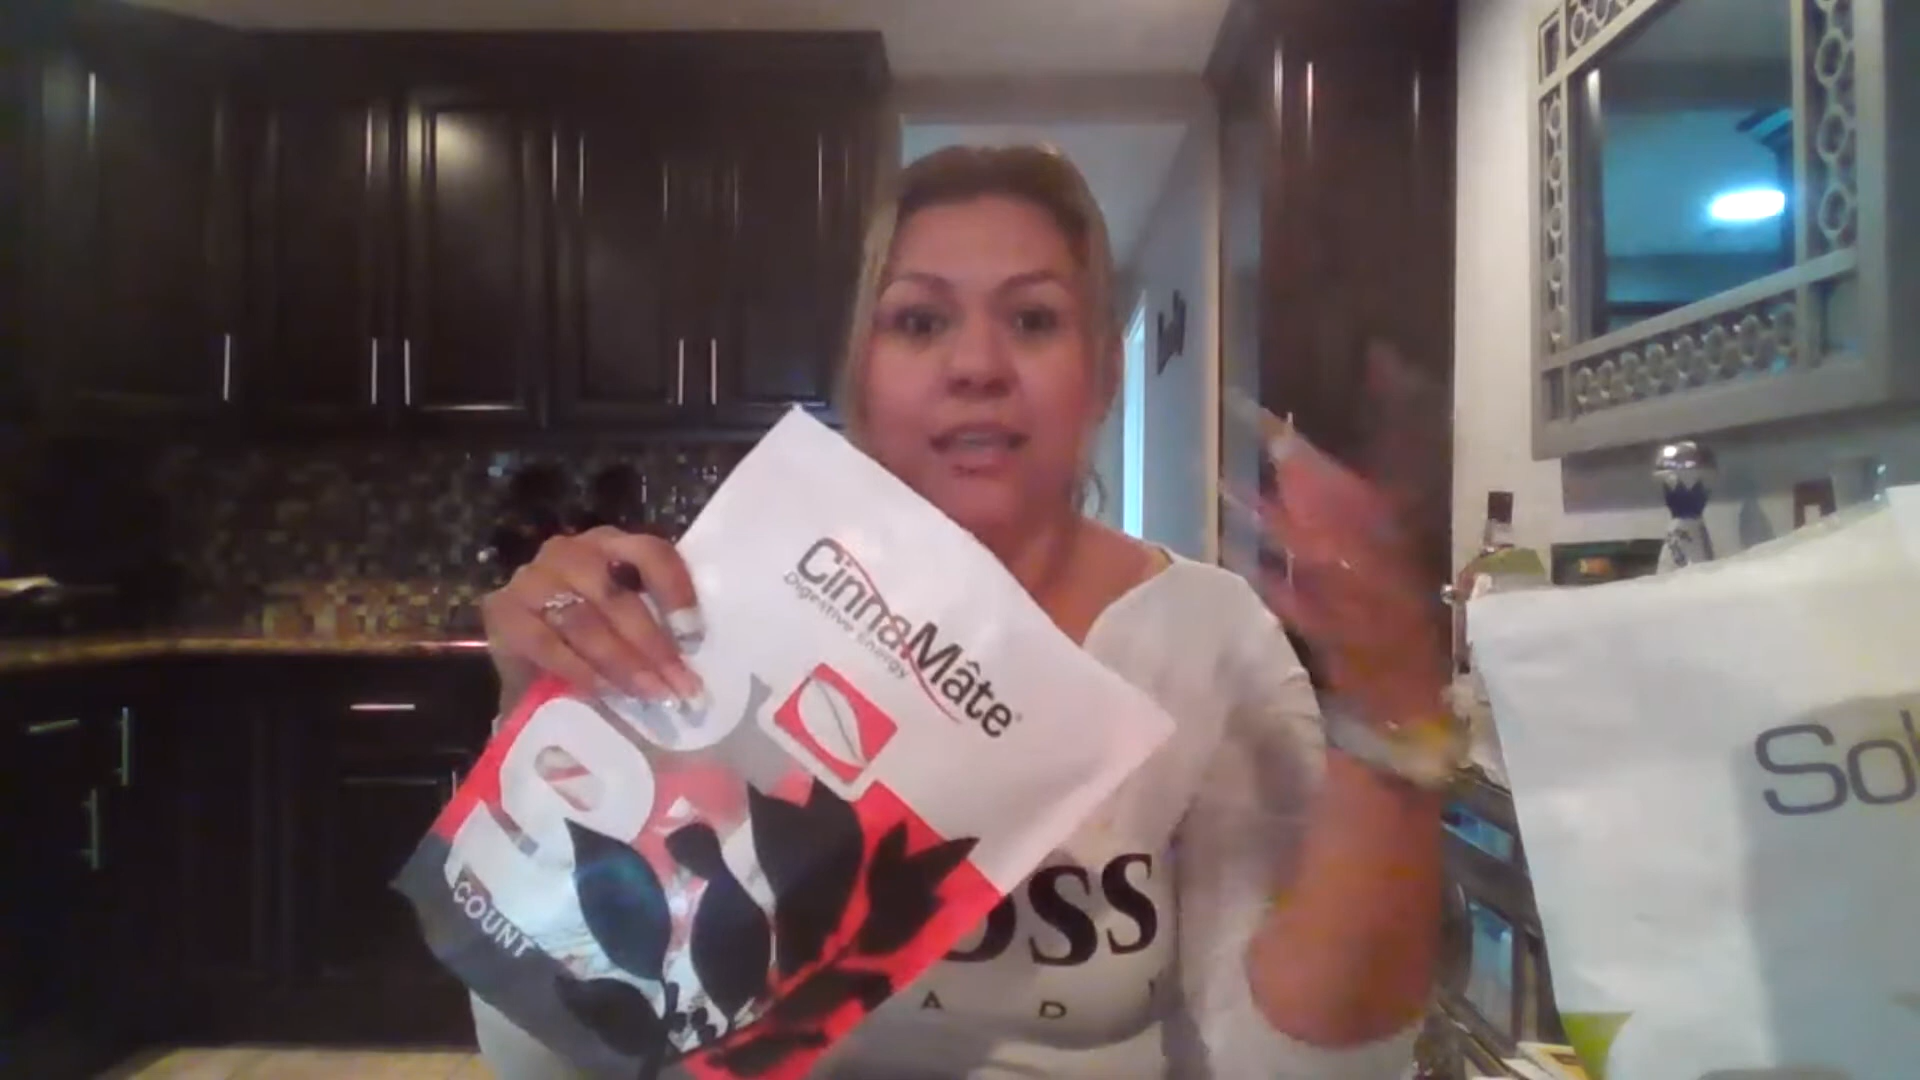 CinnaMâte®
Digestive Energy
COUNT
OSS
A D
Sol